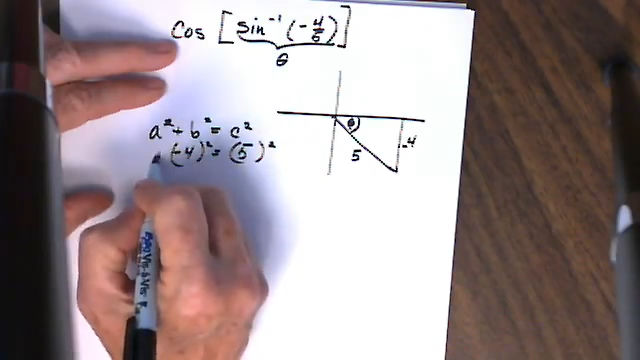 Cos [sin⁻¹ (-4/5)]
θ
a² + b² = c²
(-4)² = (5)²
θ
5
-4